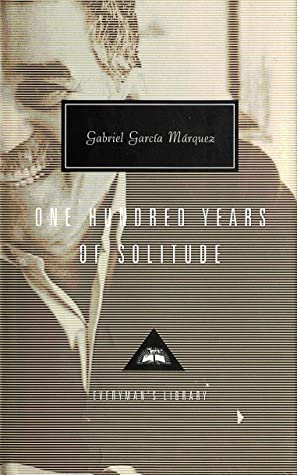 Gabriel García Márquez
ONE HUNDRED YEARS
OF SOLITUDE
EVERYMAN'S LIBRARY